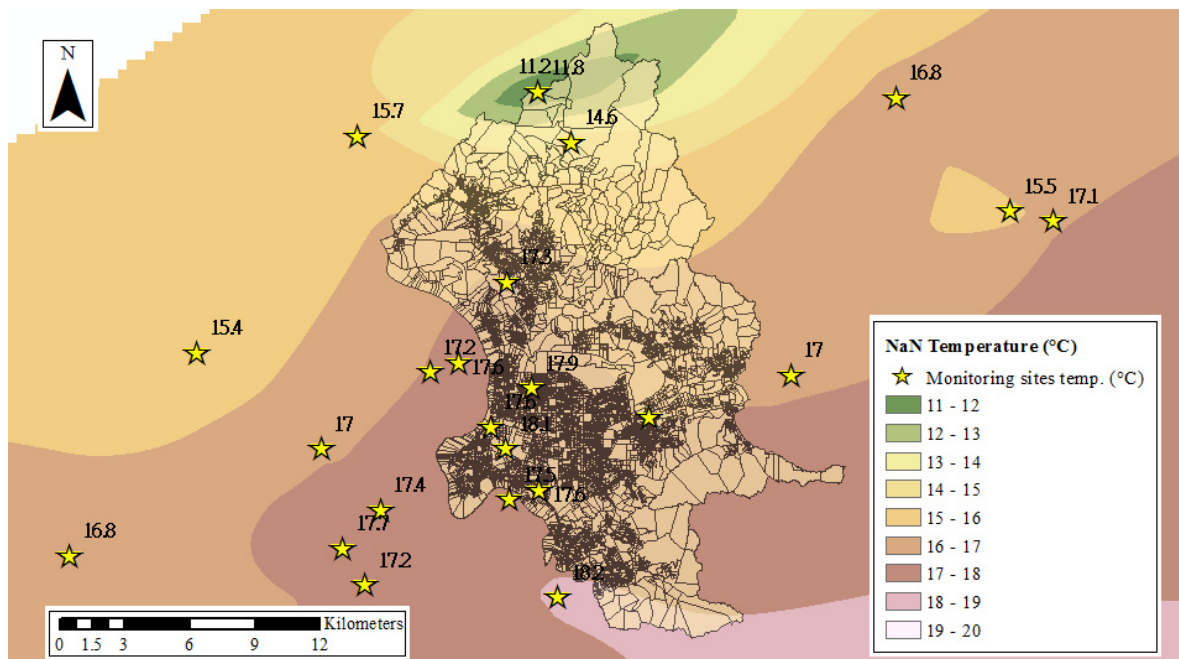 N
11.2
11.8
16.8
15.7
14.6
15.5
17.1
17.3
15.4
17.2
17.6
17.9
17
17.6
18.1
17
17.5
17.6
17.4
17.7
16.8
17.2
18.2
NaN Temperature (°C)
Monitoring sites temp. (°C)
11 - 12
12 - 13
13 - 14
14 - 15
15 - 16
16 - 17
17 - 18
18 - 19
19 - 20
Kilometers
0 1.5 3 6 9 12